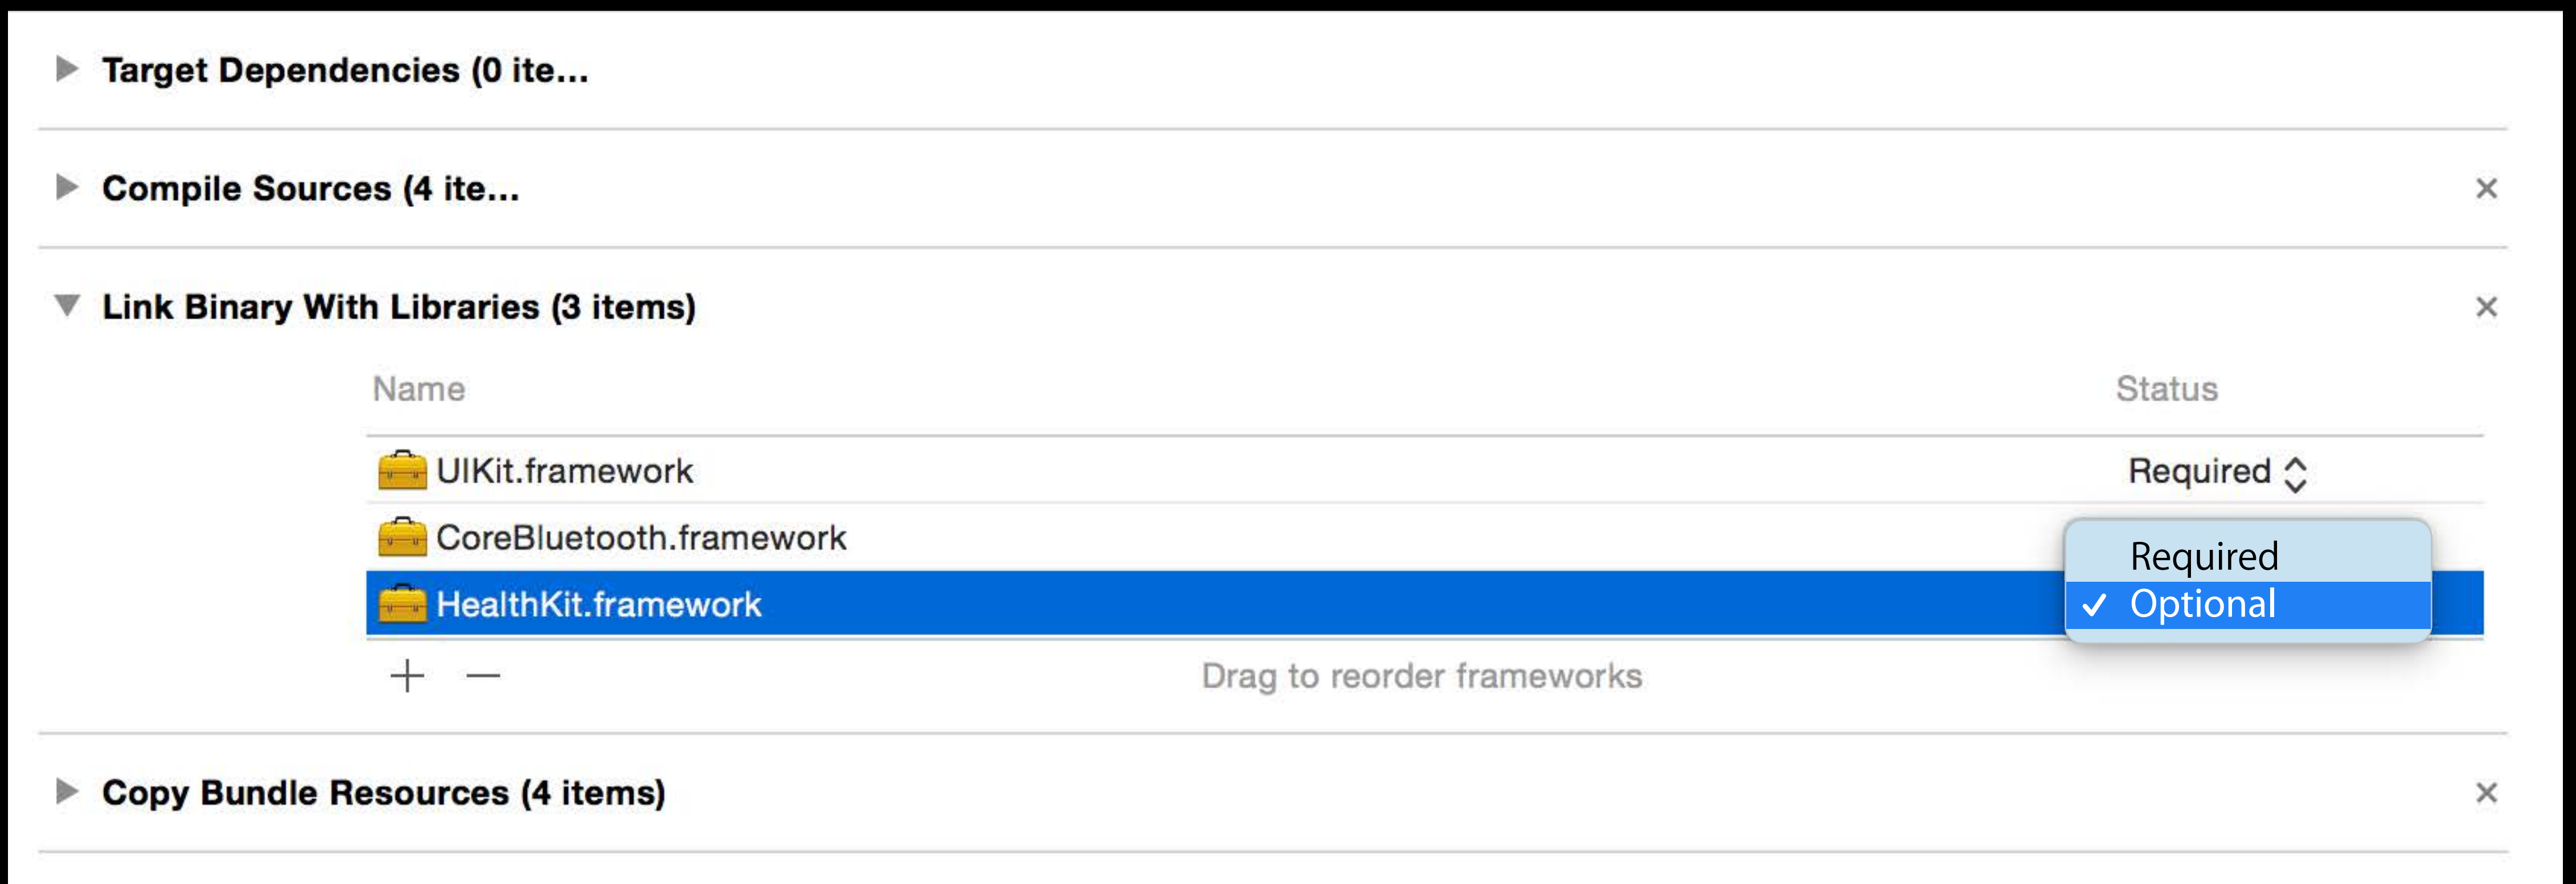 Target Dependencies (0 ite...
Compile Sources (4 ite...
Link Binary With Libraries (3 items)
Name Status
UIKit.framework Required
CoreBluetooth.framework
Required
HealthKit.framework
Optional
Drag to reorder frameworks
Copy Bundle Resources (4 items)